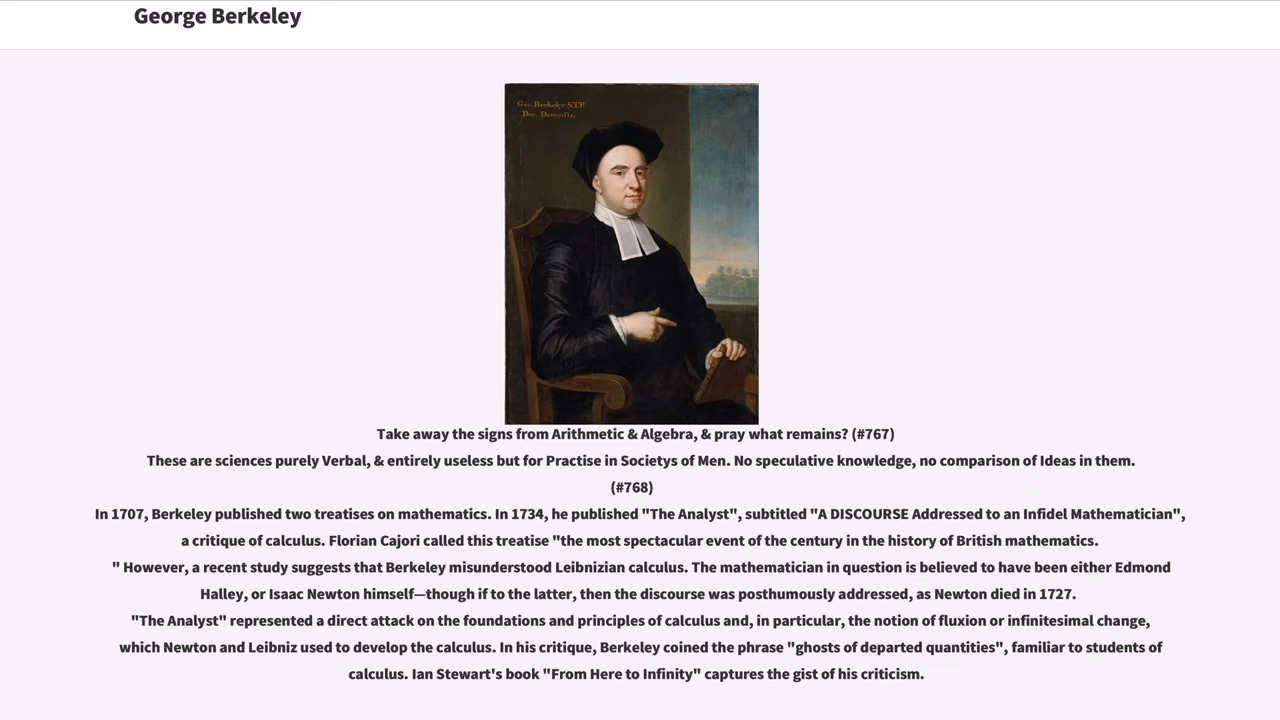 George Berkeley
Geo. Berkeley S.T.P.
Take away the signs from Arithmetic & Algebra, & pray what remains? (#767)
These are sciences purely Verbal, & entirely useless but for Practise in Societys of Men. No speculative knowledge, no comparison of Ideas in them.
(#768)
In 1707, Berkeley published two treatises on mathematics. In 1734, he published "The Analyst", subtitled "A DISCOURSE Addressed to an Infidel Mathematician",
a critique of calculus. Florian Cajori called this treatise "the most spectacular event of the century in the history of British mathematics.
" However, a recent study suggests that Berkeley misunderstood Leibnizian calculus. The mathematician in question is believed to have been either Edmond
Halley, or Isaac Newton himself—though if to the latter, then the discourse was posthumously addressed, as Newton died in 1727.
"The Analyst" represented a direct attack on the foundations and principles of calculus and, in particular, the notion of fluxion or infinitesimal change,
which Newton and Leibniz used to develop the calculus. In his critique, Berkeley coined the phrase "ghosts of departed quantities", familiar to students of
calculus. Ian Stewart's book "From Here to Infinity" captures the gist of his criticism.